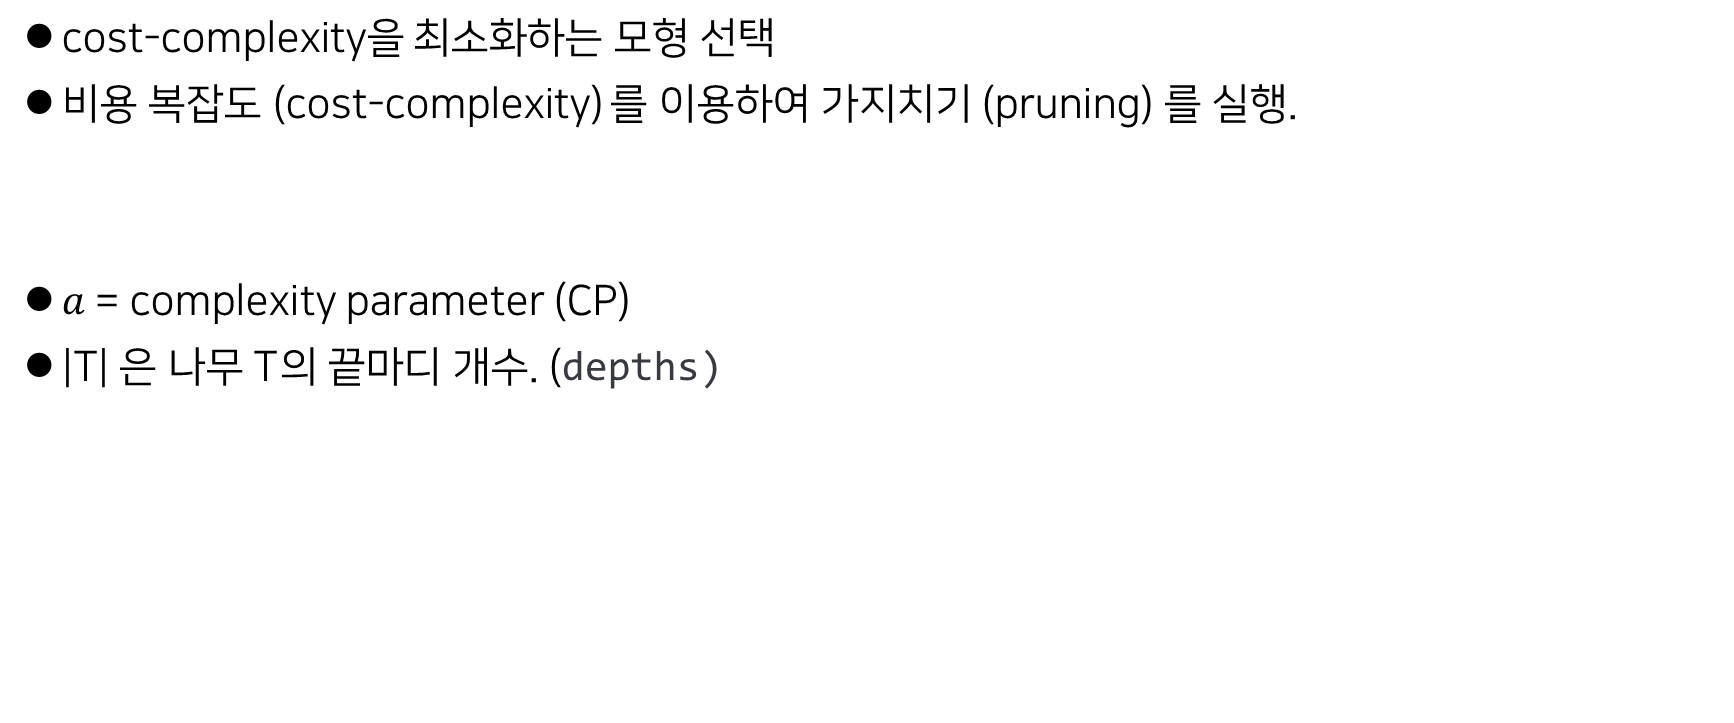 ● cost-complexity을 최소화하는 모형 선택
● 비용 복잡도 (cost-complexity)를 이용하여 가지치기 (pruning) 를 실행.
● 𝑎 = complexity parameter (CP)
● |T| 은 나무 T의 끝마디 개수. (depths)